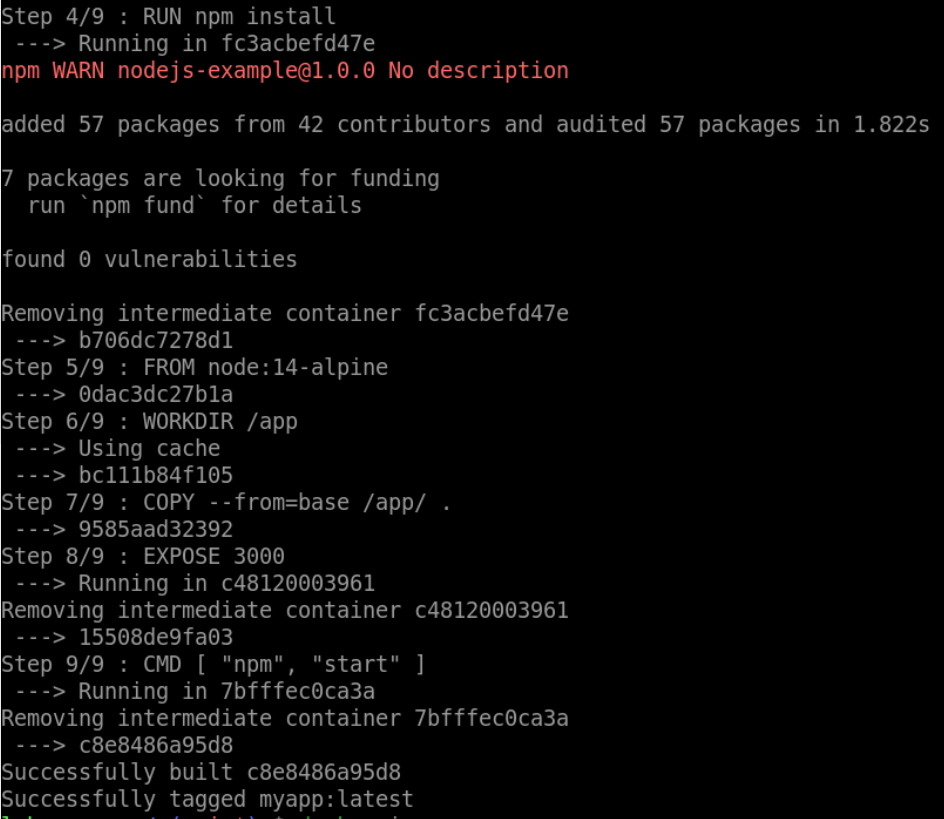 Step 4/9 : RUN npm install
 ---> Running in fc3acbefd47e
npm WARN nodejs-example@1.0.0 No description
added 57 packages from 42 contributors and audited 57 packages in 1.822s
7 packages are looking for funding
  run `npm fund` for details
found 0 vulnerabilities
Removing intermediate container fc3acbefd47e
 ---> b706dc7278d1
Step 5/9 : FROM node:14-alpine
 ---> 0dac3dc27b1a
Step 6/9 : WORKDIR /app
 ---> Using cache
 ---> bc111b84f105
Step 7/9 : COPY --from=base /app/ .
 ---> 9585aad32392
Step 8/9 : EXPOSE 3000
 ---> Running in c48120003961
Removing intermediate container c48120003961
 ---> 15508de9fa03
Step 9/9 : CMD [ "npm", "start" ]
 ---> Running in 7bfffec0ca3a
Removing intermediate container 7bfffec0ca3a
 ---> c8e8486a95d8
Successfully built c8e8486a95d8
Successfully tagged myapp:latest